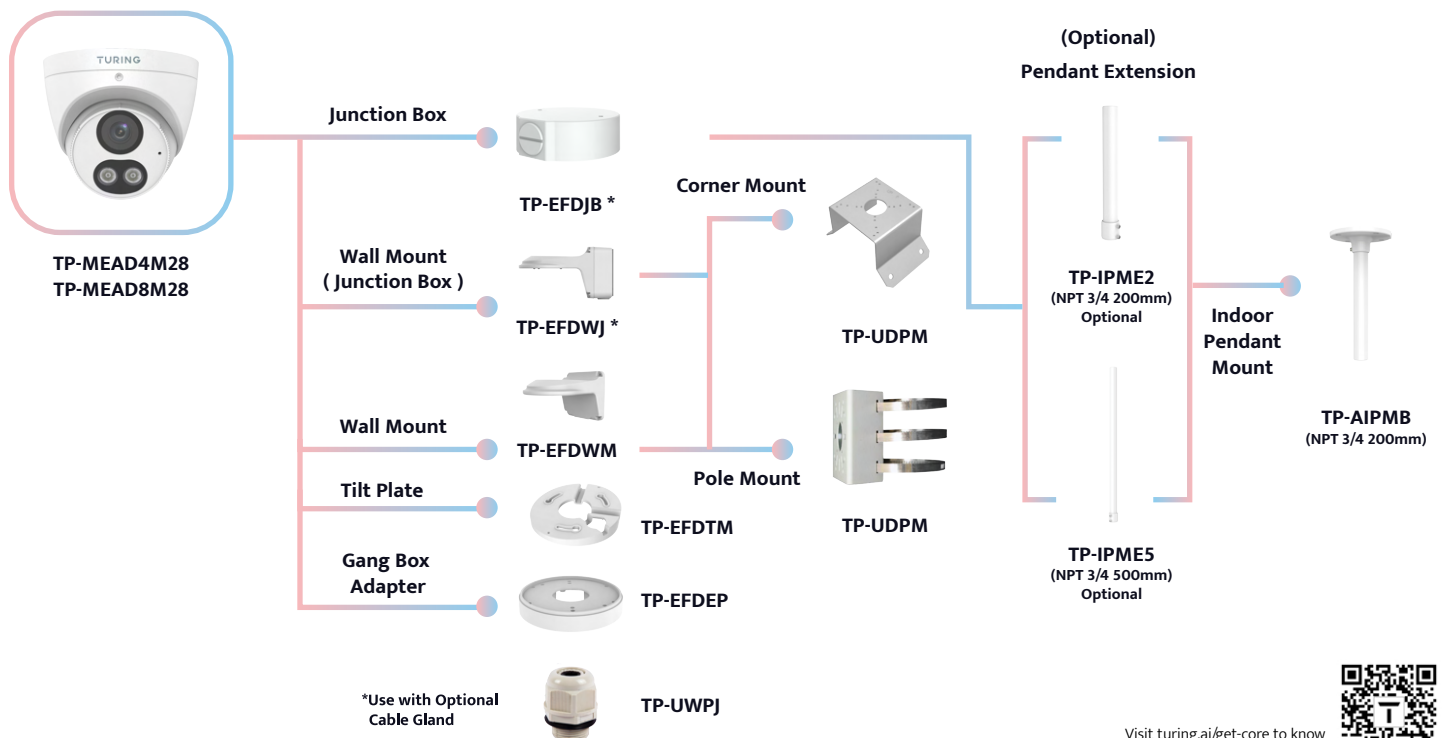 TURING
TP-MEAD4M28
TP-MEAD8M28
Junction Box
TP-EFDJB *
Wall Mount
( Junction Box )
TP-EFDWJ *
Wall Mount
TP-EFDWM
Tilt Plate
TP-EFDTM
Gang Box
Adapter
TP-EFDEP
*Use with Optional
Cable Gland
TP-UWPJ
Corner Mount
TP-UDPM
Pole Mount
TP-UDPM
(Optional)
Pendant Extension
TP-IPME2
(NPT 3/4 200mm)
Optional
TP-IPME5
(NPT 3/4 500mm)
Optional
Indoor
Pendant
Mount
TP-AIPMB
(NPT 3/4 200mm)
Visit turing.ai/get-core to know
T